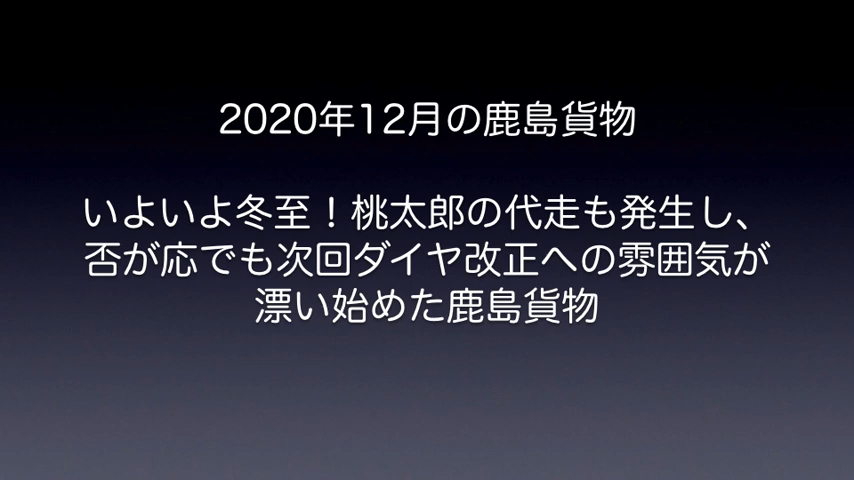 2020年12月の鹿島貨物
いよいよ冬至！桃太郎の代走も発生し、
否が応でも次回ダイヤ改正への雰囲気が
漂い始めた鹿島貨物